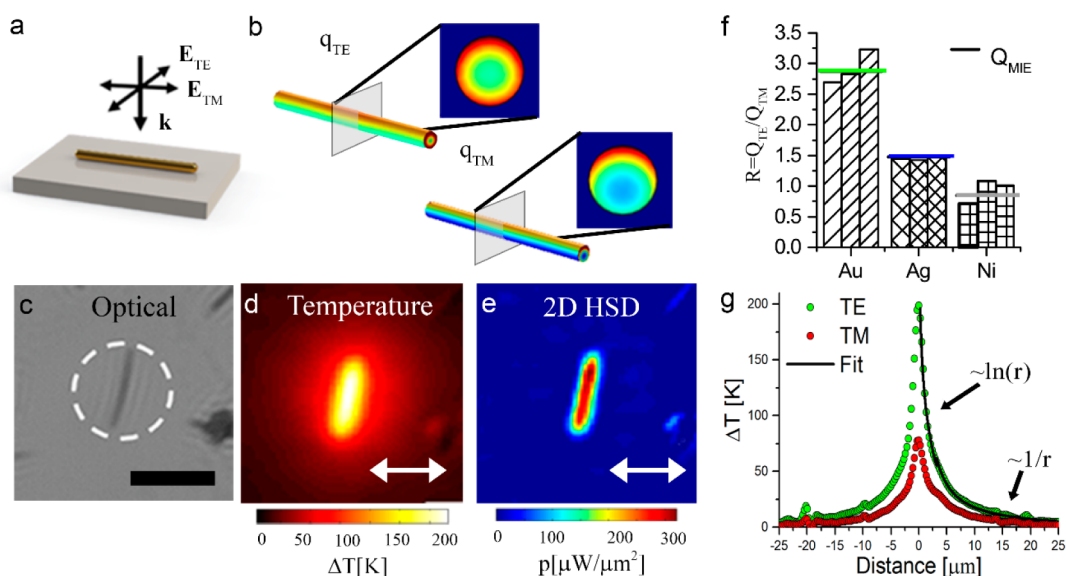 a
E_TE
E_TM
k
b
q_TE
q_TM
f
3.5
3.0
2.5
2.0
1.5
1.0
0.5
0.0
R=Q_TE/Q_TM
Q_MIE
Au Ag Ni
c Optical
d Temperature
0 50 100 150 200
ΔT[K]
e 2D HSD
0 100 200 300
p[μW/μm²]
g
200
150
100
75
50
25
0
ΔT [K]
TE
TM
Fit
~ln(r)
~1/r
-25 -20 -15 -10 -5 0 5 10 15 20 25
Distance [μm]